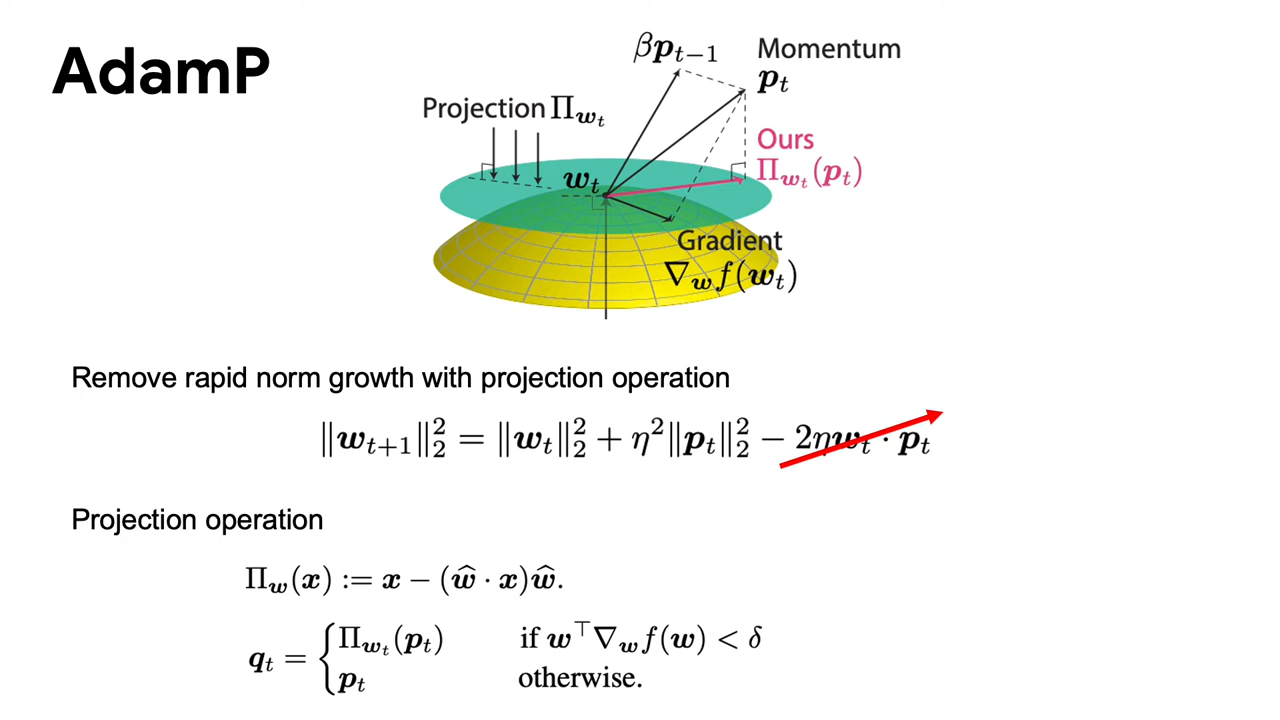 AdamP
βp_{t−1}
Momentum
p_t
Projection Π_{w_t}
Ours
Π_{w_t}(p_t)
w_t
Gradient
∇_w f(w_t)
Remove rapid norm growth with projection operation
‖w_{t+1}‖₂² = ‖w_t‖₂² + η²‖p_t‖₂² − 2ηw_t · p_t
Projection operation
Π_w(x) := x − (ŵ · x)ŵ.
q_t = { Π_{w_t}(p_t) if w^⊤∇_w f(w) < δ
p_t otherwise.